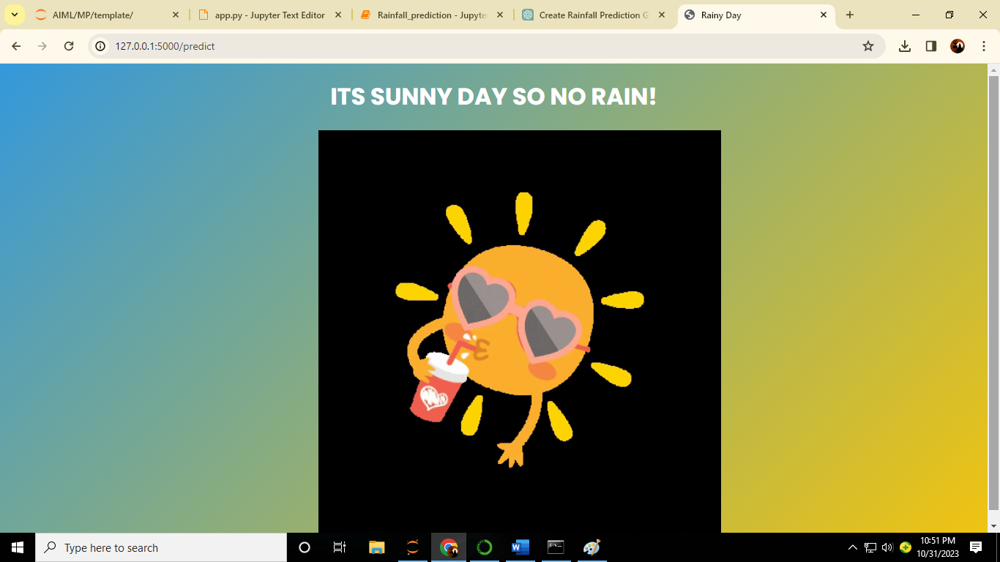 AIML/MP/template/
app.py - Jupyter Text Editor
Rainfall_prediction - Jupyte
Create Rainfall Prediction G
Rainy Day
127.0.0.1:5000/predict
ITS SUNNY DAY SO NO RAIN!
Type here to search
10:51 PM
10/31/2023